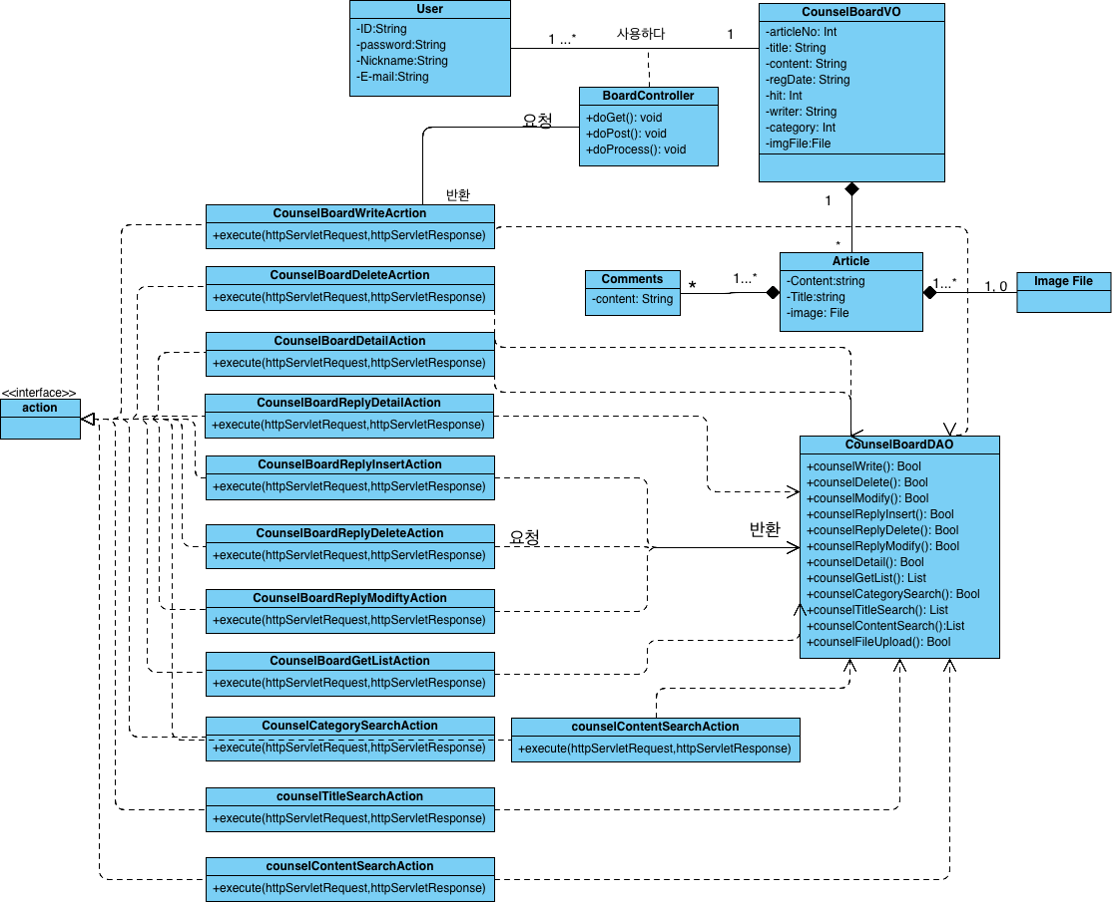 User
-ID:String
-password:String
-Nickname:String
-E-mail:String
1 ...*
사용하다
1
CounselBoardVO
-articleNo: Int
-title: String
-content: String
-regDate: String
-hit: Int
-writer: String
-category: Int
-imgFile:File
BoardController
+doGet(): void
+doPost(): void
+doProcess(): void
요청
반환
1
*
CounselBoardWriteAcrtion
+execute(httpServletRequest,httpServletResponse)
CounselBoardDeleteAcrtion
+execute(httpServletRequest,httpServletResponse)
CounselBoardDetailAction
+execute(httpServletRequest,httpServletResponse)
CounselBoardReplyDetailAction
+execute(httpServletRequest,httpServletResponse)
CounselBoardReplyInsertAction
+execute(httpServletRequest,httpServletResponse)
CounselBoardReplyDeleteAction
+execute(httpServletRequest,httpServletResponse)
CounselBoardReplyModiftyAction
+execute(httpServletRequest,httpServletResponse)
CounselBoardGetListAction
+execute(httpServletRequest,httpServletResponse)
CounselCategorySearchAction
+execute(httpServletRequest,httpServletResponse)
counselContentSearchAction
+execute(httpServletRequest,httpServletResponse)
counselTitleSearchAction
+execute(httpServletRequest,httpServletResponse)
counselContentSearchAction
+execute(httpServletRequest,httpServletResponse)
<<interface>>
action
Comments
-content: String
*
1...*
Article
-Content:string
-Title:string
-image: File
1...*
1, 0
Image File
요청
반환
CounselBoardDAO
+counselWrite(): Bool
+counselDelete(): Bool
+counselModify(): Bool
+counselReplyInsert(): Bool
+counselReplyDelete(): Bool
+counselReplyModify(): Bool
+counselDetail(): Bool
+counselGetList(): List
+counselCategorySearch(): Bool
+counselTitleSearch(): List
+counselContentSearch():List
+counselFileUpload(): Bool